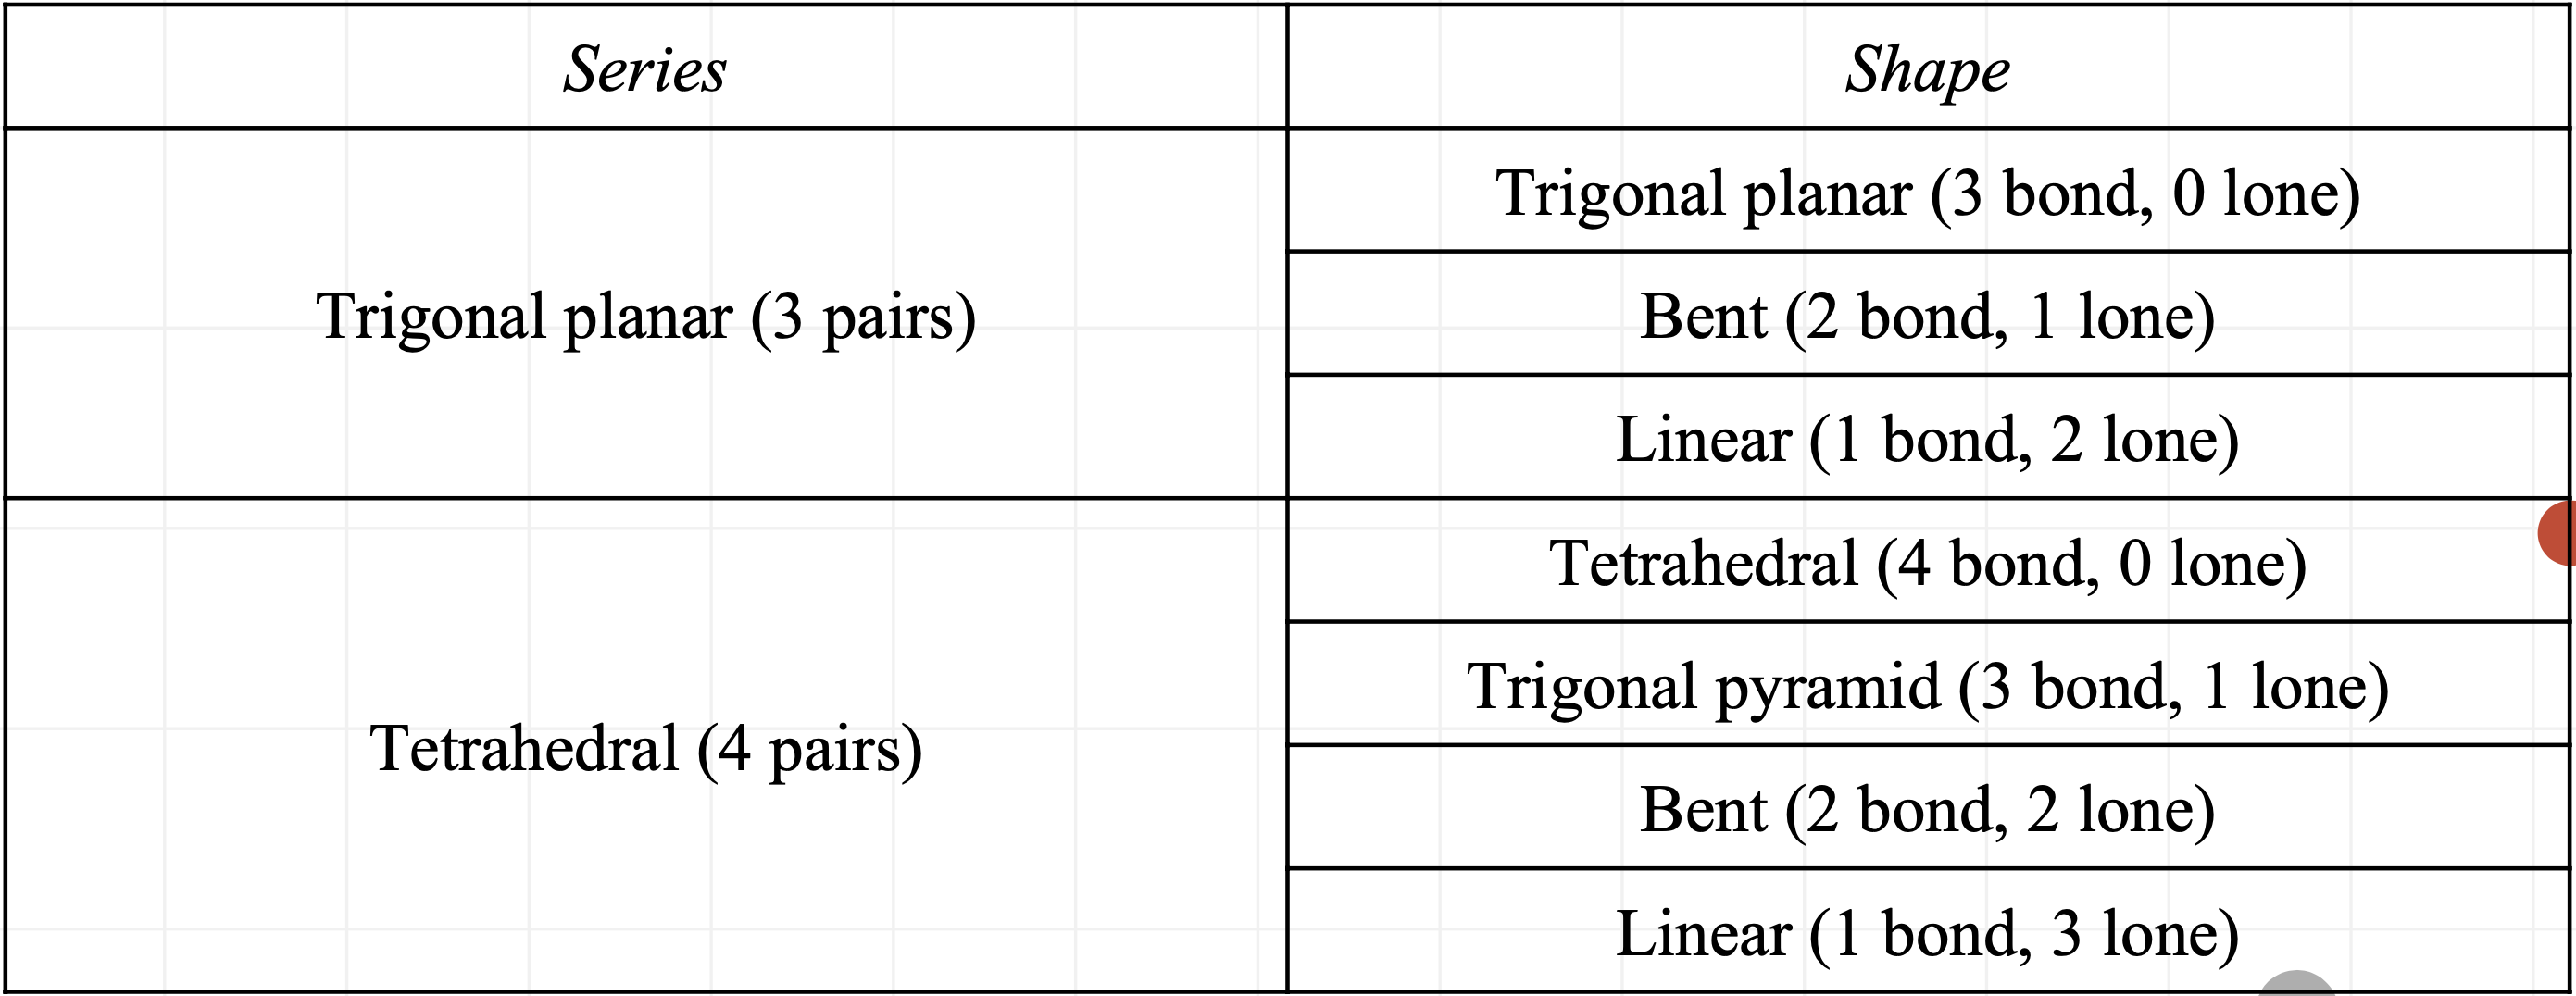 Series
Shape
Trigonal planar (3 pairs)
Trigonal planar (3 bond, 0 lone)
Bent (2 bond, 1 lone)
Linear (1 bond, 2 lone)
Tetrahedral (4 pairs)
Tetrahedral (4 bond, 0 lone)
Trigonal pyramid (3 bond, 1 lone)
Bent (2 bond, 2 lone)
Linear (1 bond, 3 lone)